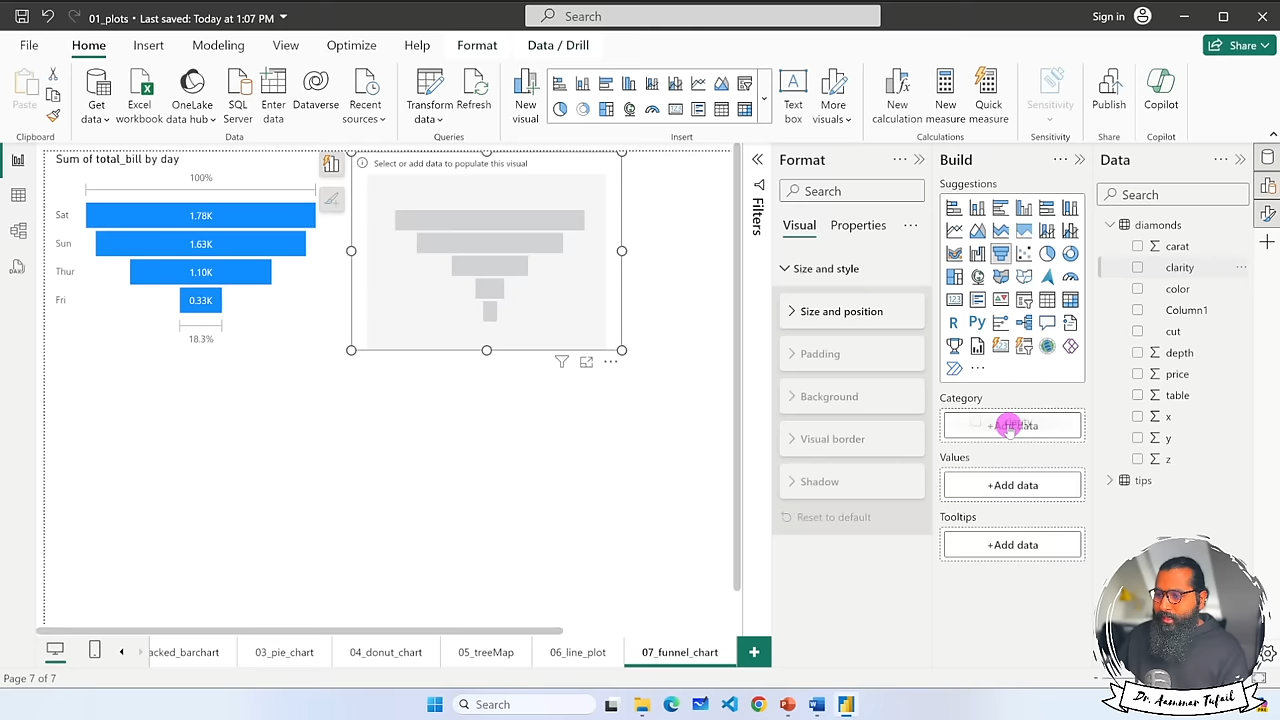 01_plots • Last saved: Today at 1:07 PM
Search
Sign in
File
Home
Insert
Modeling
View
Optimize
Help
Format
Data / Drill
Share
Paste
Get data
Excel workbook
OneLake data hub
SQL Server
Enter data
Dataverse
Recent sources
Transform data
Refresh
New visual
Text box
More visuals
New calculation
New measure
Quick measure
Sensitivity
Publish
Copilot
Clipboard
Data
Queries
Insert
Calculations
Sensitivity
Share
Copilot
Sum of total_bill by day
100%
Sat
1.78K
Sun
1.63K
Thur
1.10K
Fri
0.33K
18.3%
Select or add data to populate this visual
Filters
Format
Search
Visual
Properties
Size and style
Size and position
Padding
Background
Visual border
Shadow
Reset to default
Build
Suggestions
R
Py
123
Category
+Add data
Values
+Add data
Tooltips
+Add data
Data
Search
diamonds
carat
clarity
color
Column1
cut
depth
price
table
x
y
z
tips
acked_barchart
03_pie_chart
04_donut_chart
05_treeMap
06_line_plot
07_funnel_chart
Page 7 of 7
Search
Dr. Aammar Tufail